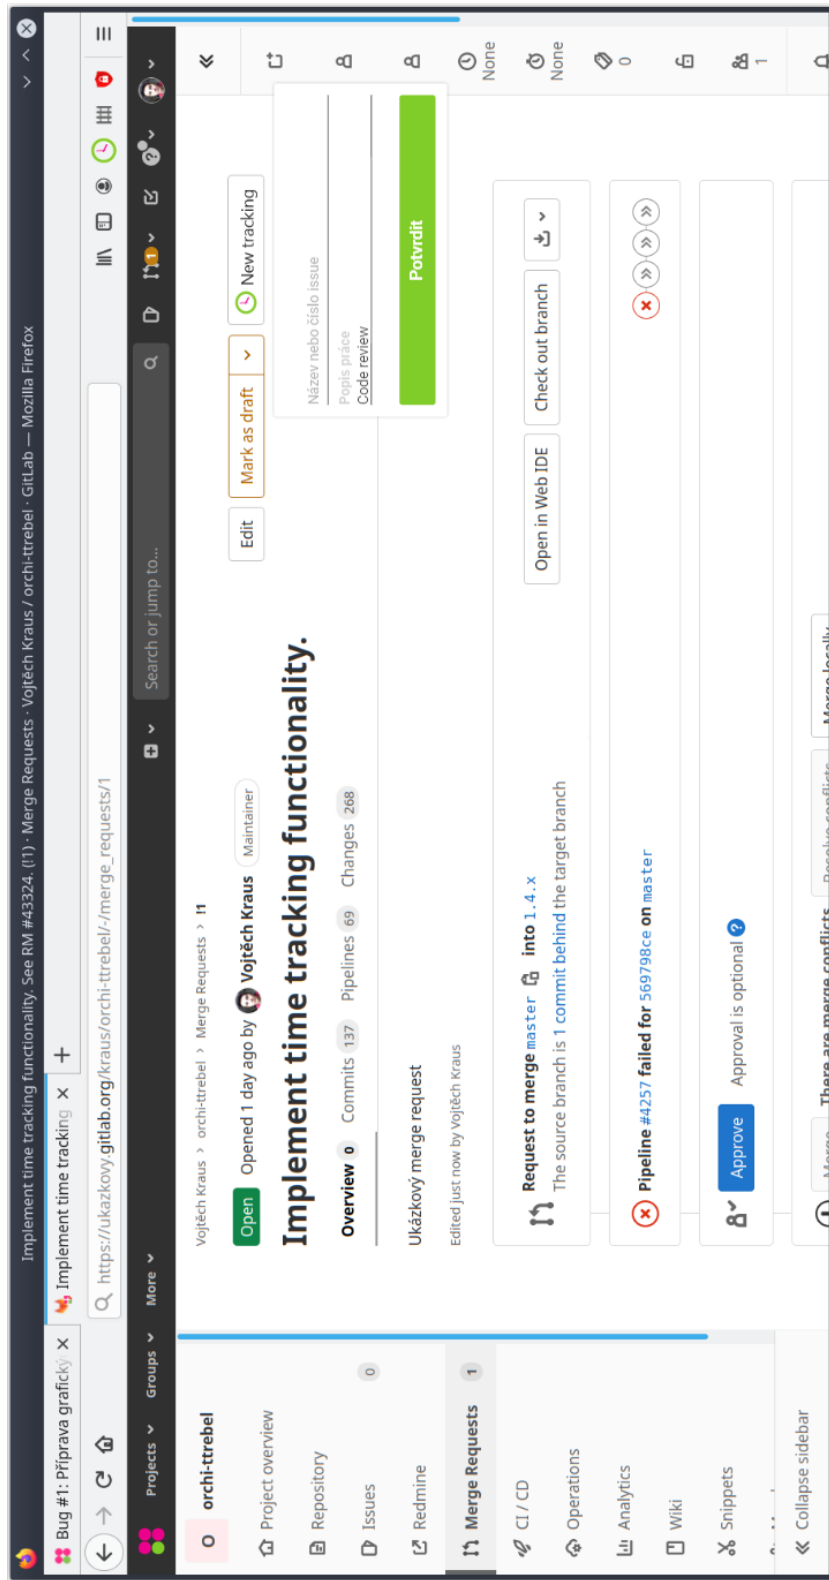 Implement time tracking functionality. See RM #43324. (!1) · Merge Requests · Vojtěch Kraus / orchi-ttrebel · GitLab — Mozilla Firefox
Bug #1: Příprava grafický
Implement time tracking
https://ukazkovy.gitlab.org/kraus/orchi-ttrebel/-/merge_requests/1
Projects
Groups
More
Search or jump to...
1
orchi-ttrebel
O
Project overview
Repository
Issues 0
Redmine
Merge Requests 1
CI / CD
Operations
Analytics
Wiki
Snippets
Collapse sidebar
Vojtěch Kraus > orchi-ttrebel > Merge Requests > !1
Open Opened 1 day ago by Vojtěch Kraus Maintainer
Edit
Mark as draft
New tracking
Implement time tracking functionality.
Název nebo číslo issue
Popis práce
Code review
Potvrdit
Overview 0 Commits 137 Pipelines 69 Changes 268
Ukázkový merge request
Edited just now by Vojtěch Kraus
Request to merge master into 1.4.x
The source branch is 1 commit behind the target branch
Open in Web IDE
Check out branch
Pipeline #4257 failed for 569798ce on master
Approve Approval is optional ?
Merge There are merge conflicts Resolve conflicts Merge locally
None
None
0
1